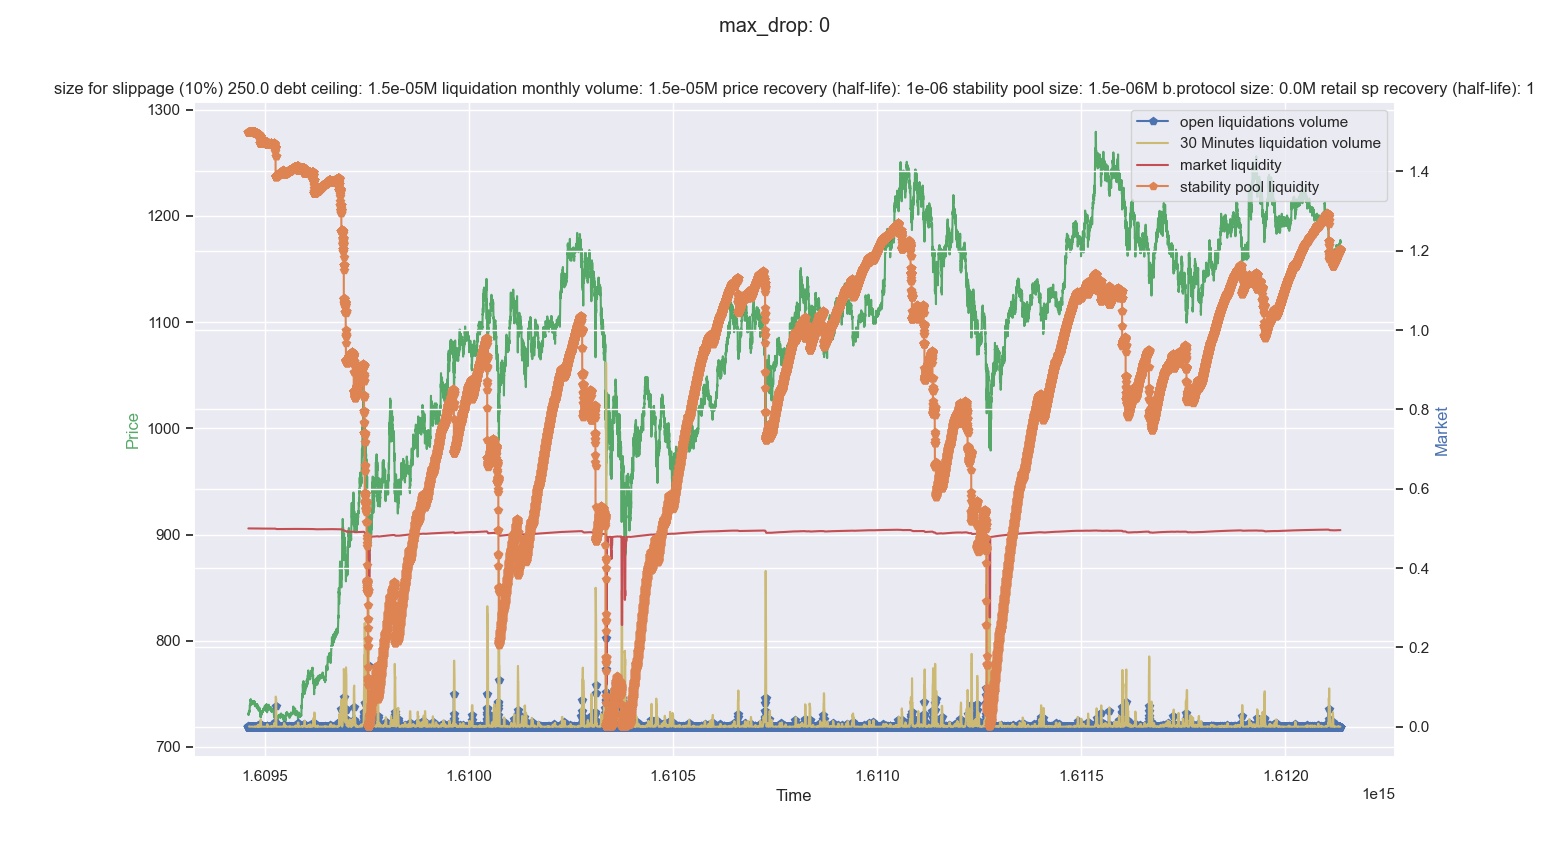 max_drop: 0
size for slippage (10%) 250.0 debt ceiling: 1.5e-05M liquidation monthly volume: 1.5e-05M price recovery (half-life): 1e-06 stability pool size: 1.5e-06M b.protocol size: 0.0M retail sp recovery (half-life): 1
open liquidations volume
30 Minutes liquidation volume
market liquidity
stability pool liquidity
1300
1200
1100
1000
900
800
700
Price
1.4
1.2
1.0
0.8
0.6
0.4
0.2
0.0
Market
1.6095 1.6100 1.6105 1.6110 1.6115 1.6120
Time
1e15